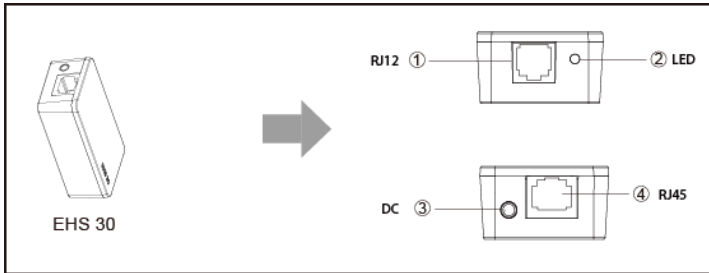 RJ12 ①
② LED
EHS 30
DC ③
④ RJ45